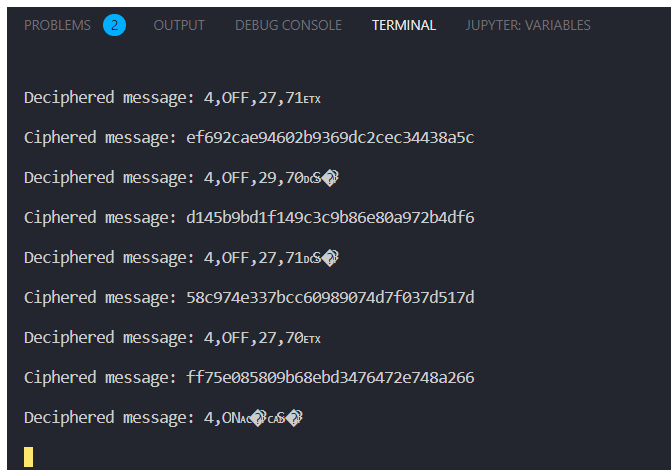 PROBLEMS 2 OUTPUT DEBUG CONSOLE TERMINAL JUPYTER: VARIABLES
Deciphered message: 4,OFF,27,71ETX
Ciphered message: ef692cae94602b9369dc2cec34438a5c
Deciphered message: 4,OFF,29,70
Ciphered message: d145b9bd1f149c3c9b86e80a972b4df6
Deciphered message: 4,OFF,27,71
Ciphered message: 58c974e337bcc60989074d7f037d517d
Deciphered message: 4,OFF,27,70ETX
Ciphered message: ff75e085809b68ebd3476472e748a266
Deciphered message: 4,ON